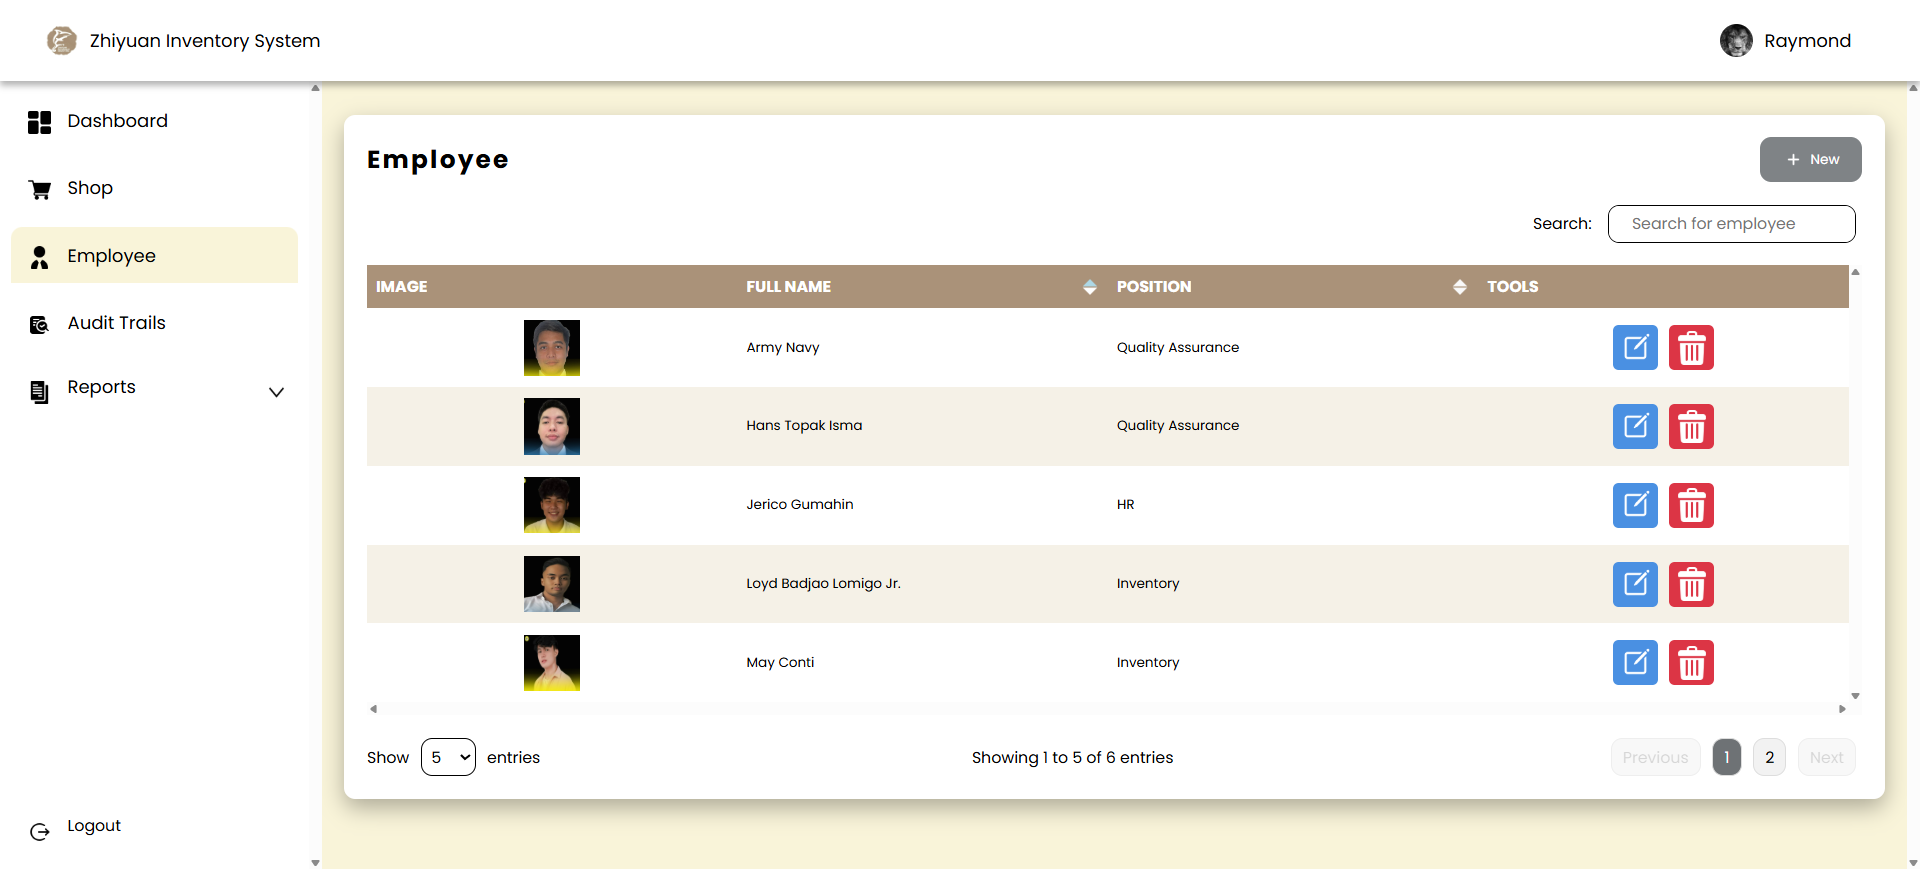 Zhiyuan Inventory System
Raymond
Dashboard
Shop
Employee
Audit Trails
Reports
Logout
Employee
+ New
Search: Search for employee
IMAGE FULL NAME POSITION TOOLS
Army Navy Quality Assurance
Hans Topak Isma Quality Assurance
Jerico Gumahin HR
Loyd Badjao Lomigo Jr. Inventory
May Conti Inventory
Show 5 entries Showing 1 to 5 of 6 entries Previous 1 2 Next